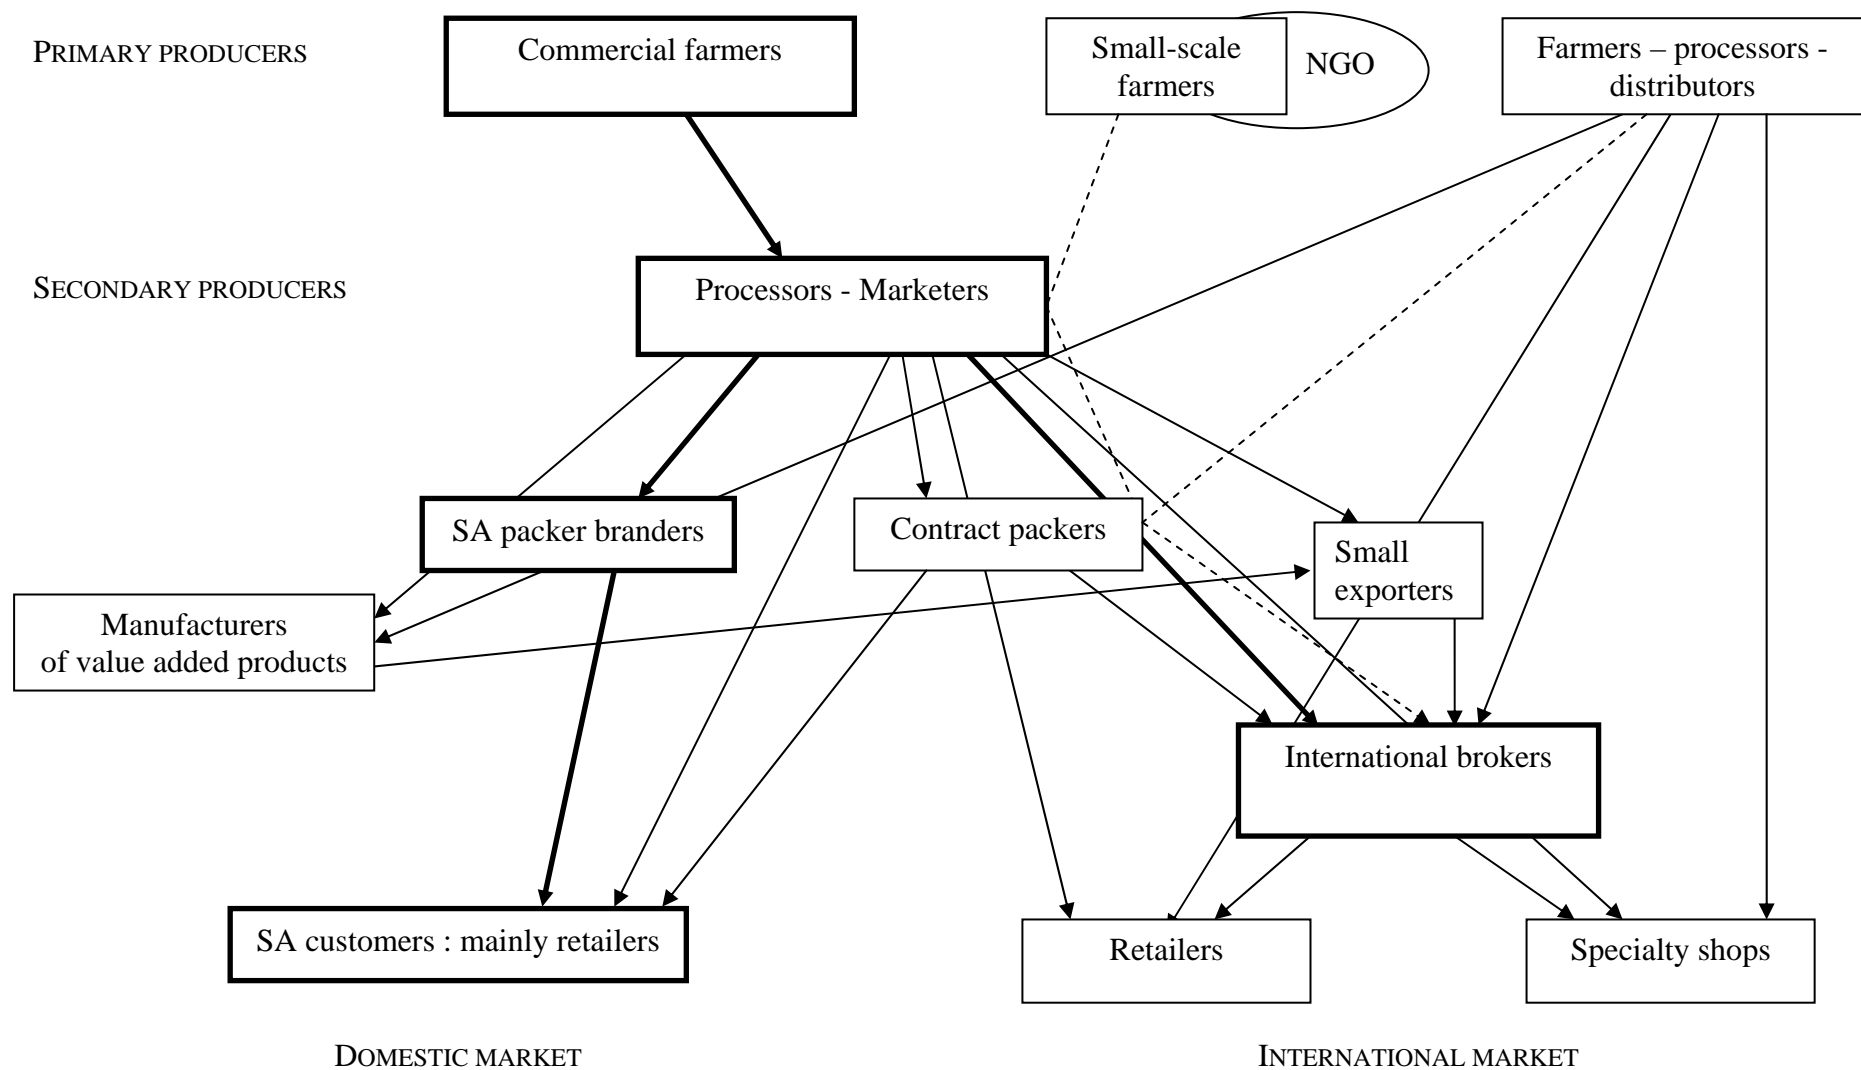 PRIMARY PRODUCERS
Commercial farmers
Small-scale
farmers
NGO
Farmers – processors -
distributors
SECONDARY PRODUCERS
Processors - Marketers
SA packer branders
Contract packers
Small
exporters
Manufacturers
of value added products
International brokers
SA customers : mainly retailers
Retailers
Specialty shops
DOMESTIC MARKET
INTERNATIONAL MARKET